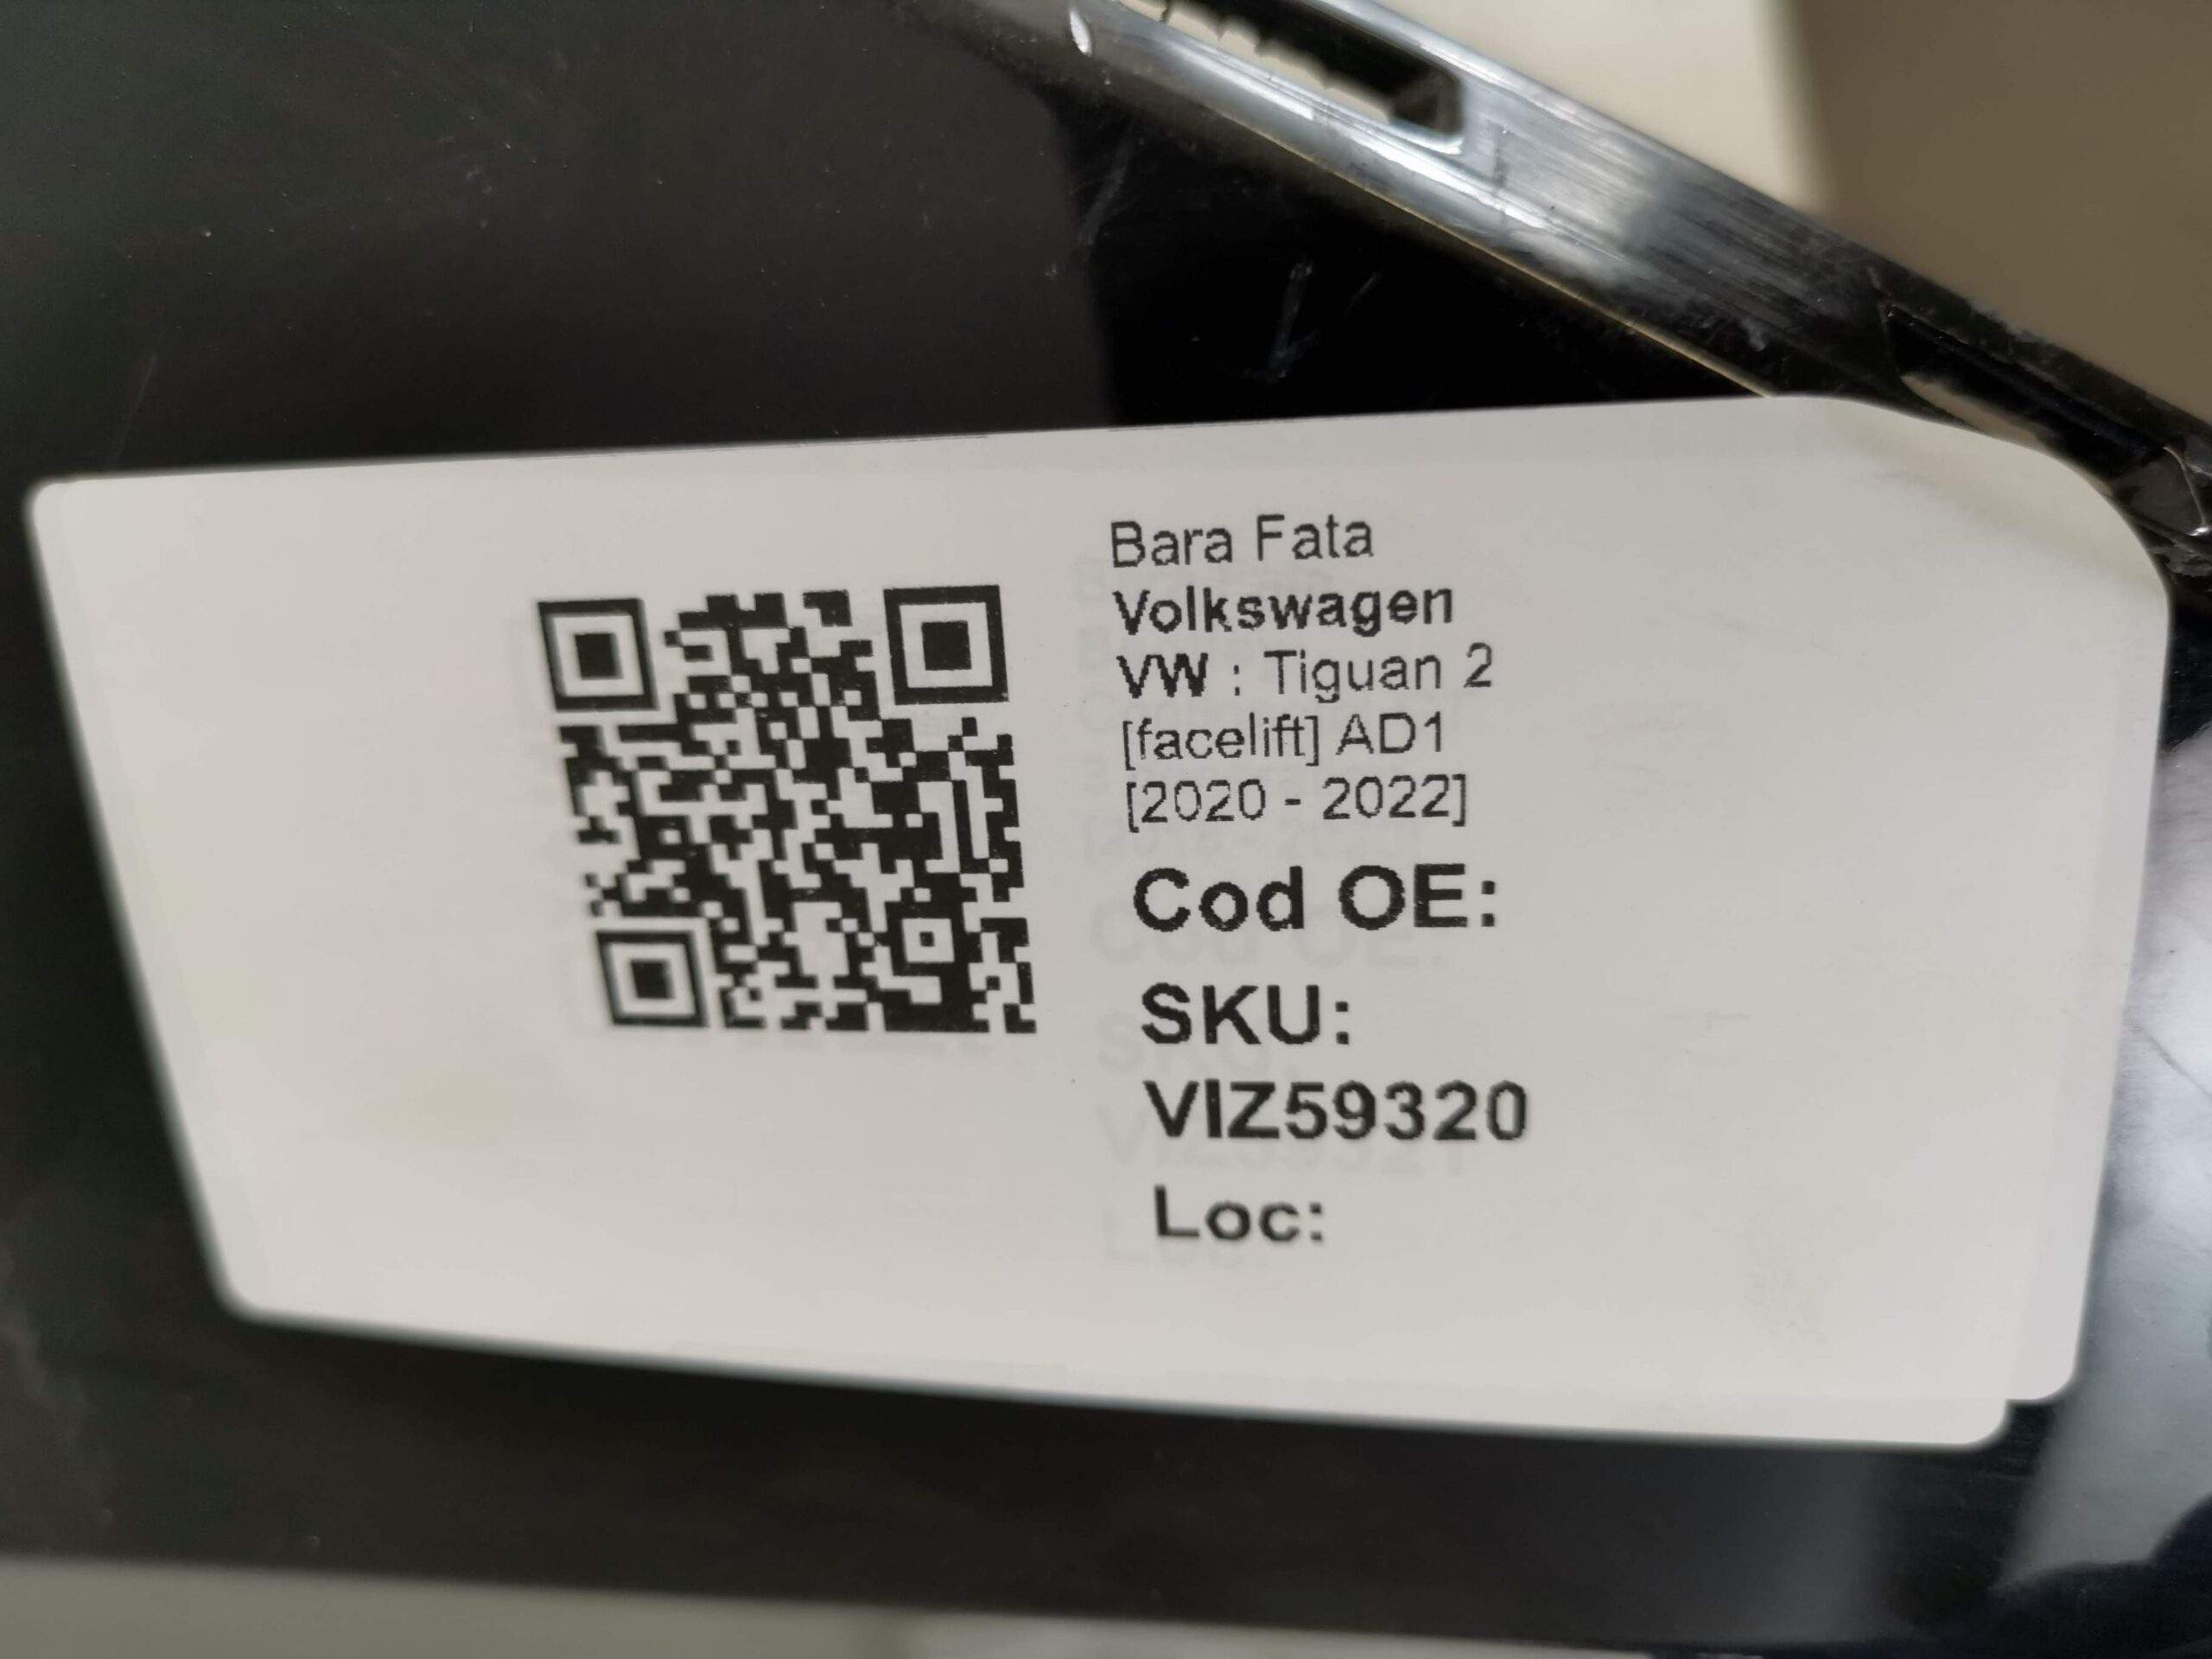 Bara Fata
Volkswagen
VW : Tiguan 2
[facelift] AD1
[2020 - 2022]
Cod OE:
SKU:
VIZ59320
Loc: